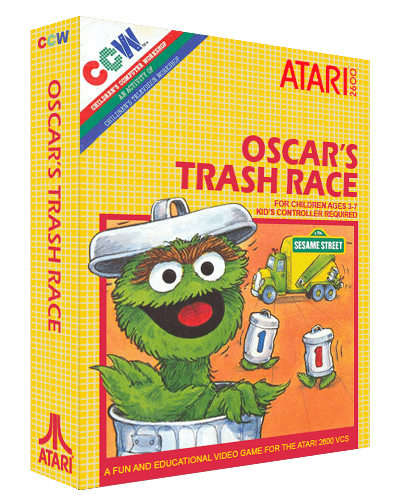 CCW
OSCAR'S TRASH RACE
ATARI
CCW
CHILDREN'S COMPUTER WORKSHOP
AN ACTIVITY OF
CHILDREN'S TELEVISION WORKSHOP
ATARI 2600
OSCAR'S
TRASH RACE
FOR CHILDREN AGES 3-7
KID'S CONTROLLER REQUIRED
SESAME STREET
1
1
A FUN AND EDUCATIONAL VIDEO GAME FOR THE ATARI 2600 VCS